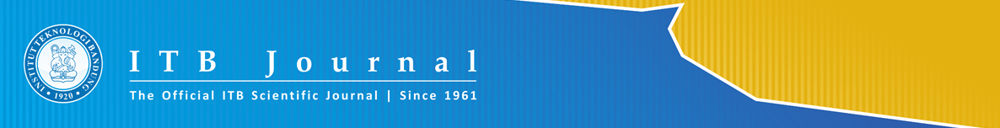 INSTITUT TEKNOLOGI BANDUNG
• 1920 •
ITB Journal
The Official ITB Scientific Journal | Since 1961